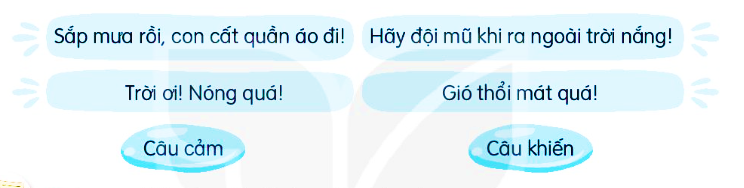 Sắp mưa rồi, con cất quần áo đi!
Hãy đội mũ khi ra ngoài trời nắng!
Trời ơi! Nóng quá!
Gió thổi mát quá!
Câu cảm
Câu khiến